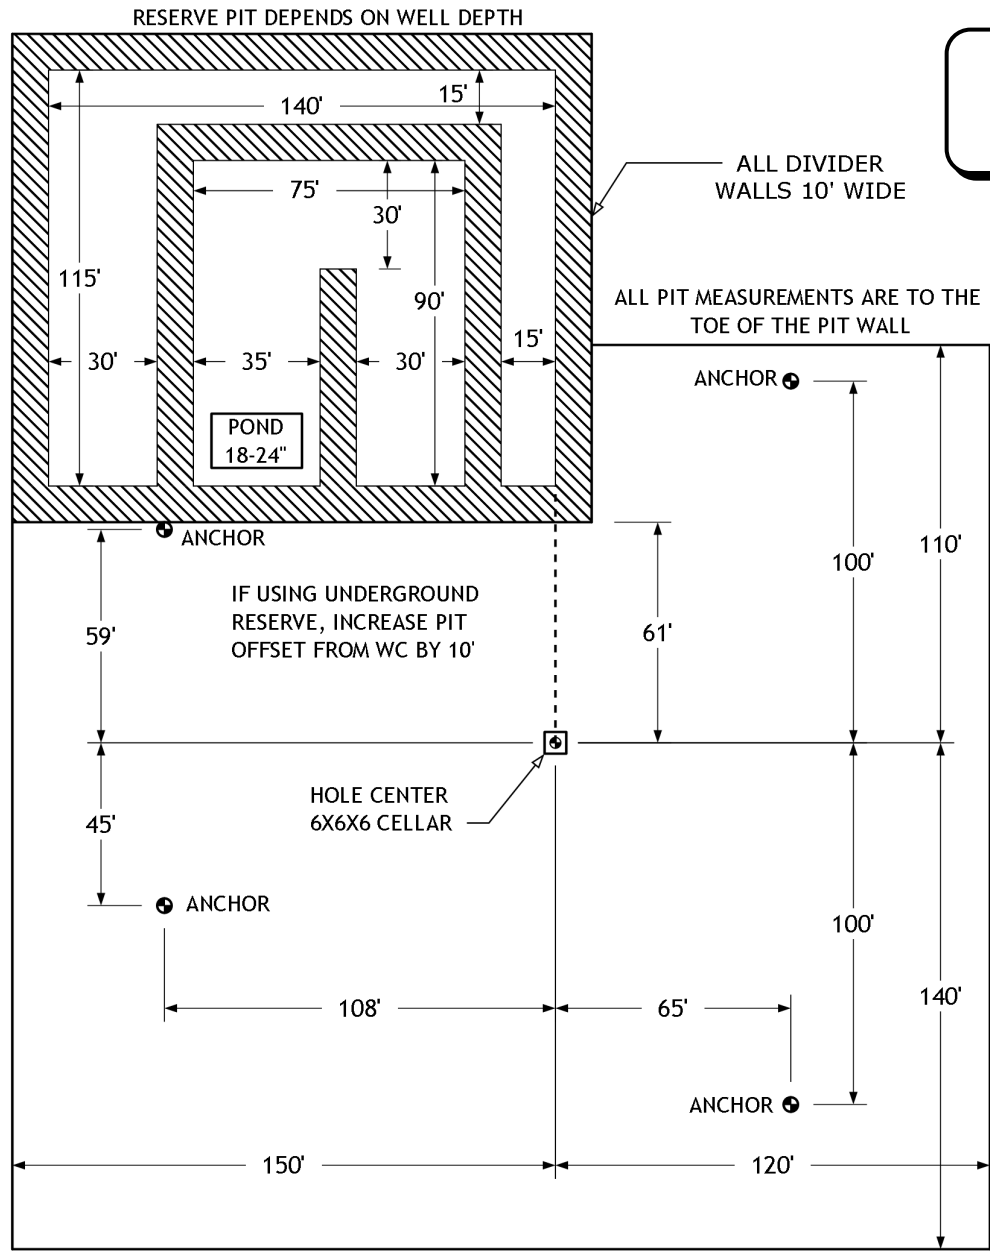 RESERVE PIT DEPENDS ON WELL DEPTH
15'
140'
ALL DIVIDER
WALLS 10' WIDE
75'
30'
115'
90'
ALL PIT MEASUREMENTS ARE TO THE
TOE OF THE PIT WALL
15'
30'
35'
30'
ANCHOR
POND
18-24"
ANCHOR
110'
100'
IF USING UNDERGROUND
RESERVE, INCREASE PIT
OFFSET FROM WC BY 10'
59'
61'
HOLE CENTER
6X6X6 CELLAR
45'
ANCHOR
100'
140'
108'
65'
ANCHOR
150'
120'